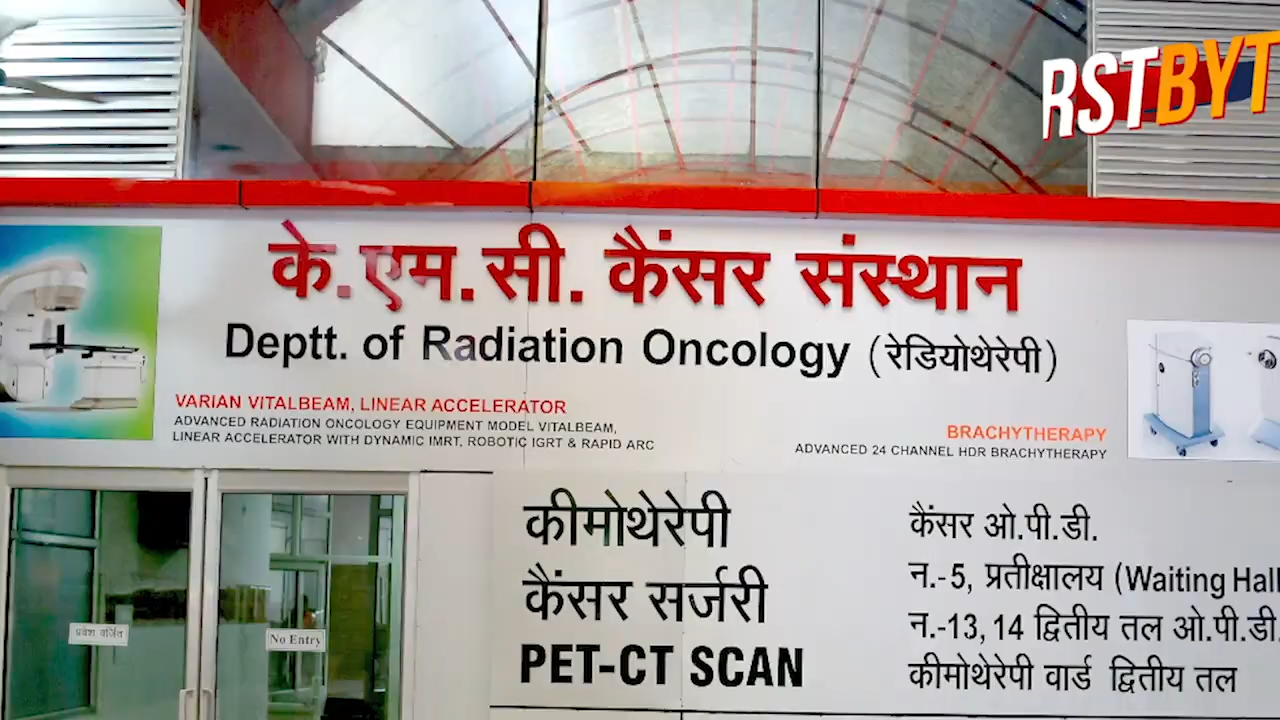 RSTBYT
के.एम.सी. कैंसर संस्थान
Deptt. of Radiation Oncology (रेडियोथेरेपी)
VARIAN VITALBEAM, LINEAR ACCELERATOR
ADVANCED RADIATION ONCOLOGY EQUIPMENT MODEL VITALBEAM,
LINEAR ACCELERATOR WITH DYNAMIC IMRT, ROBOTIC IGRT & RAPID ARC
BRACHYTHERAPY
ADVANCED 24 CHANNEL HDR BRACHYTHERAPY
कीमोथेरेपी
कैंसर सर्जरी
PET-CT SCAN
कैंसर ओ.पी.डी.
न.-5, प्रतीक्षालय (Waiting Hall
न.-13, 14 द्वितीय तल ओ.पी.डी.
कीमोथेरेपी वार्ड द्वितीय तल
प्रवेश वर्जित
No Entry